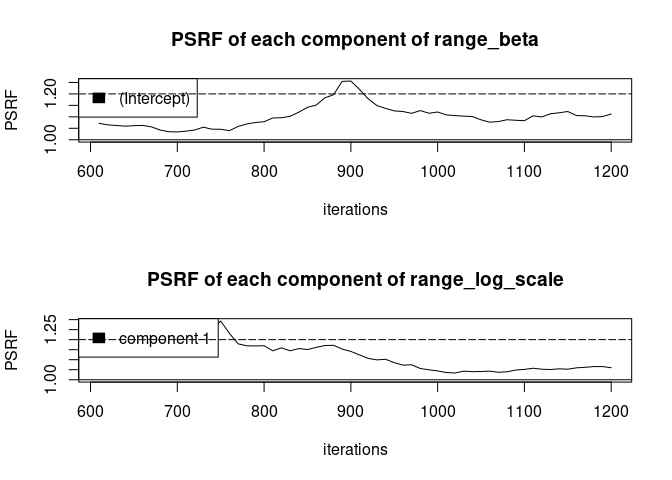 PSRF of each component of range_beta
PSRF
1.00 1.20
(Intercept)
600 700 800 900 1000 1100 1200
iterations
PSRF of each component of range_log_scale
PSRF
1.00 1.25
component 1
600 700 800 900 1000 1100 1200
iterations